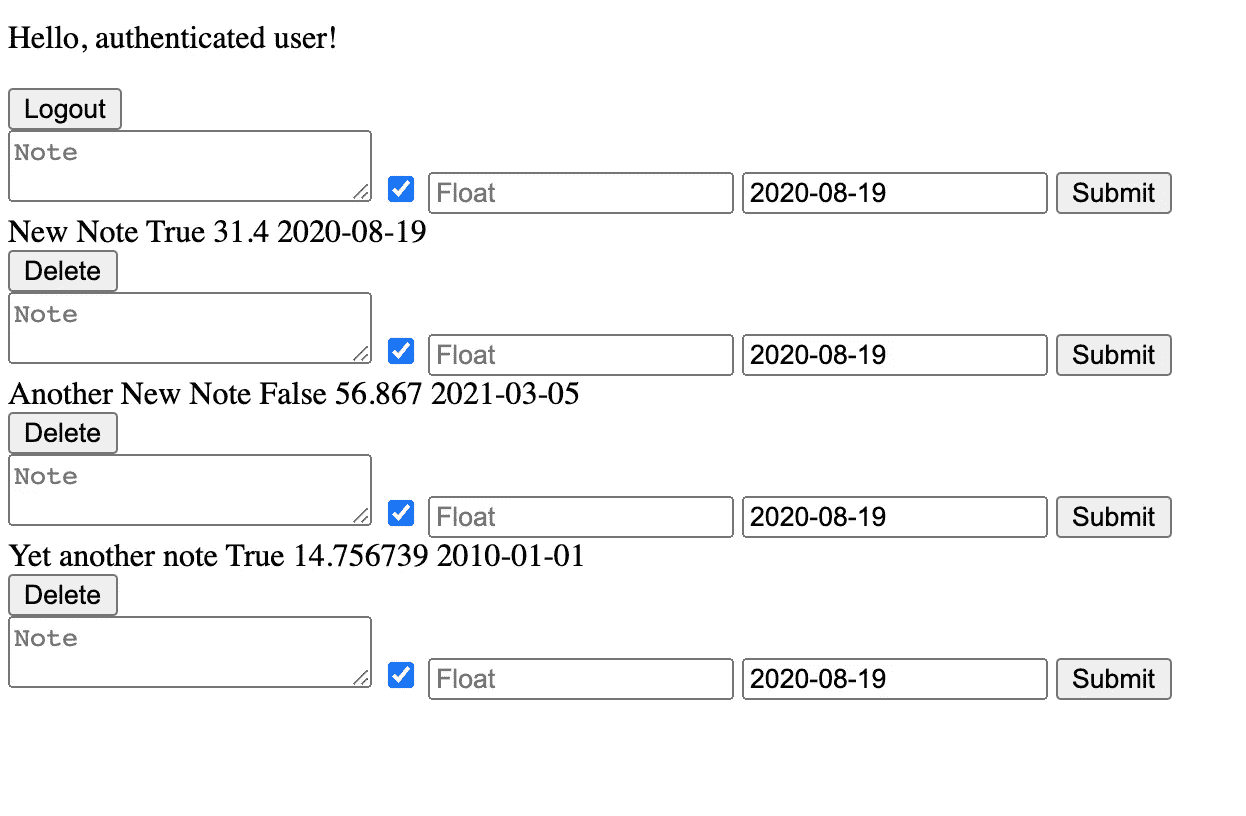 Hello, authenticated user!
Logout
Note
Float 2020-08-19 Submit
New Note True 31.4 2020-08-19
Delete
Note
Float 2020-08-19 Submit
Another New Note False 56.867 2021-03-05
Delete
Note
Float 2020-08-19 Submit
Yet another note True 14.756739 2010-01-01
Delete
Note
Float 2020-08-19 Submit